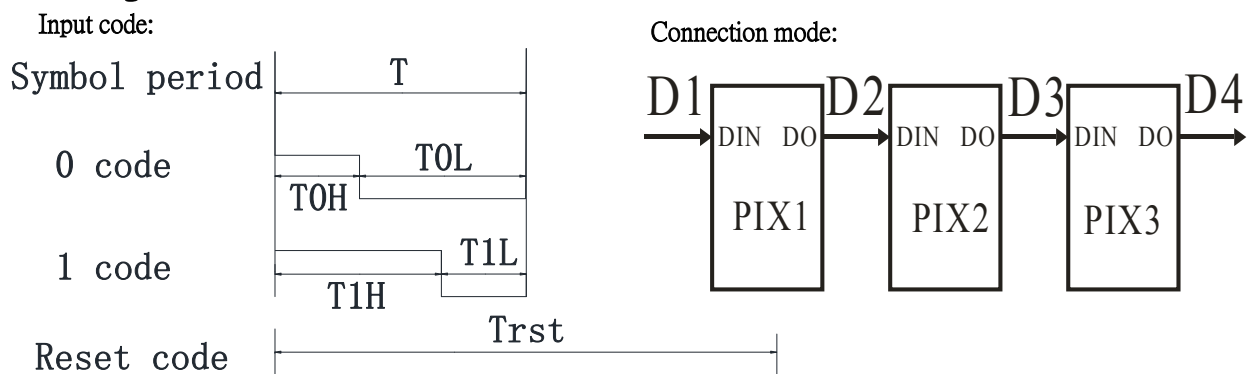 Input code:
Symbol period
T
0 code
T0H
T0L
1 code
T1H
T1L
Reset code
Trst
Connection mode:
D1
DIN DO
PIX1
D2
DIN DO
PIX2
D3
DIN DO
PIX3
D4